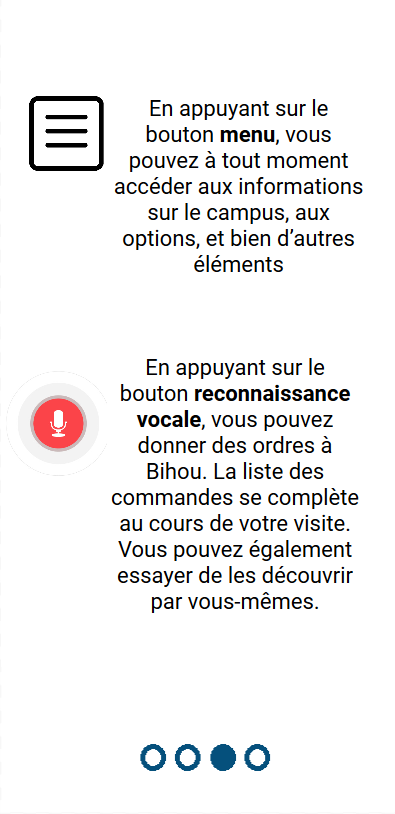 En appuyant sur le
bouton menu, vous
pouvez à tout moment
accéder aux informations
sur le campus, aux
options, et bien d’autres
éléments
En appuyant sur le
bouton reconnaissance
vocale, vous pouvez
donner des ordres à
Bihou. La liste des
commandes se complète
au cours de votre visite.
Vous pouvez également
essayer de les découvrir
par vous-mêmes.